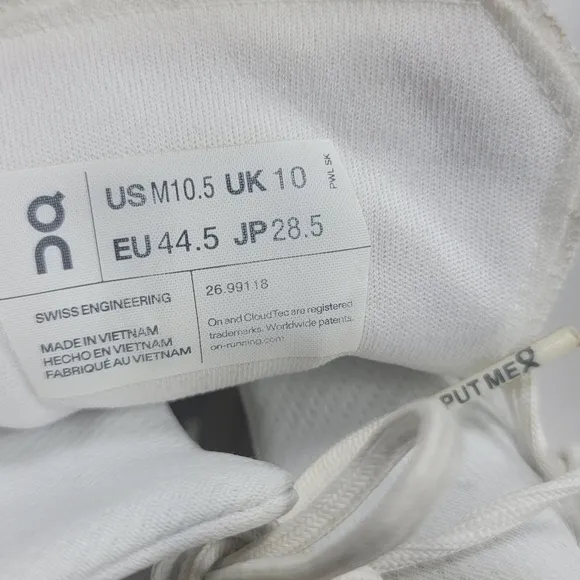 US M10.5 UK 10
EU 44.5 JP 28.5
PWL SK
SWISS ENGINEERING
MADE IN VIETNAM
HECHO EN VIETNAM
FABRIQUÉ AU VIETNAM
26.99118
On and CloudTec are registered
trademarks. Worldwide patents.
on-running.com
PUT ME